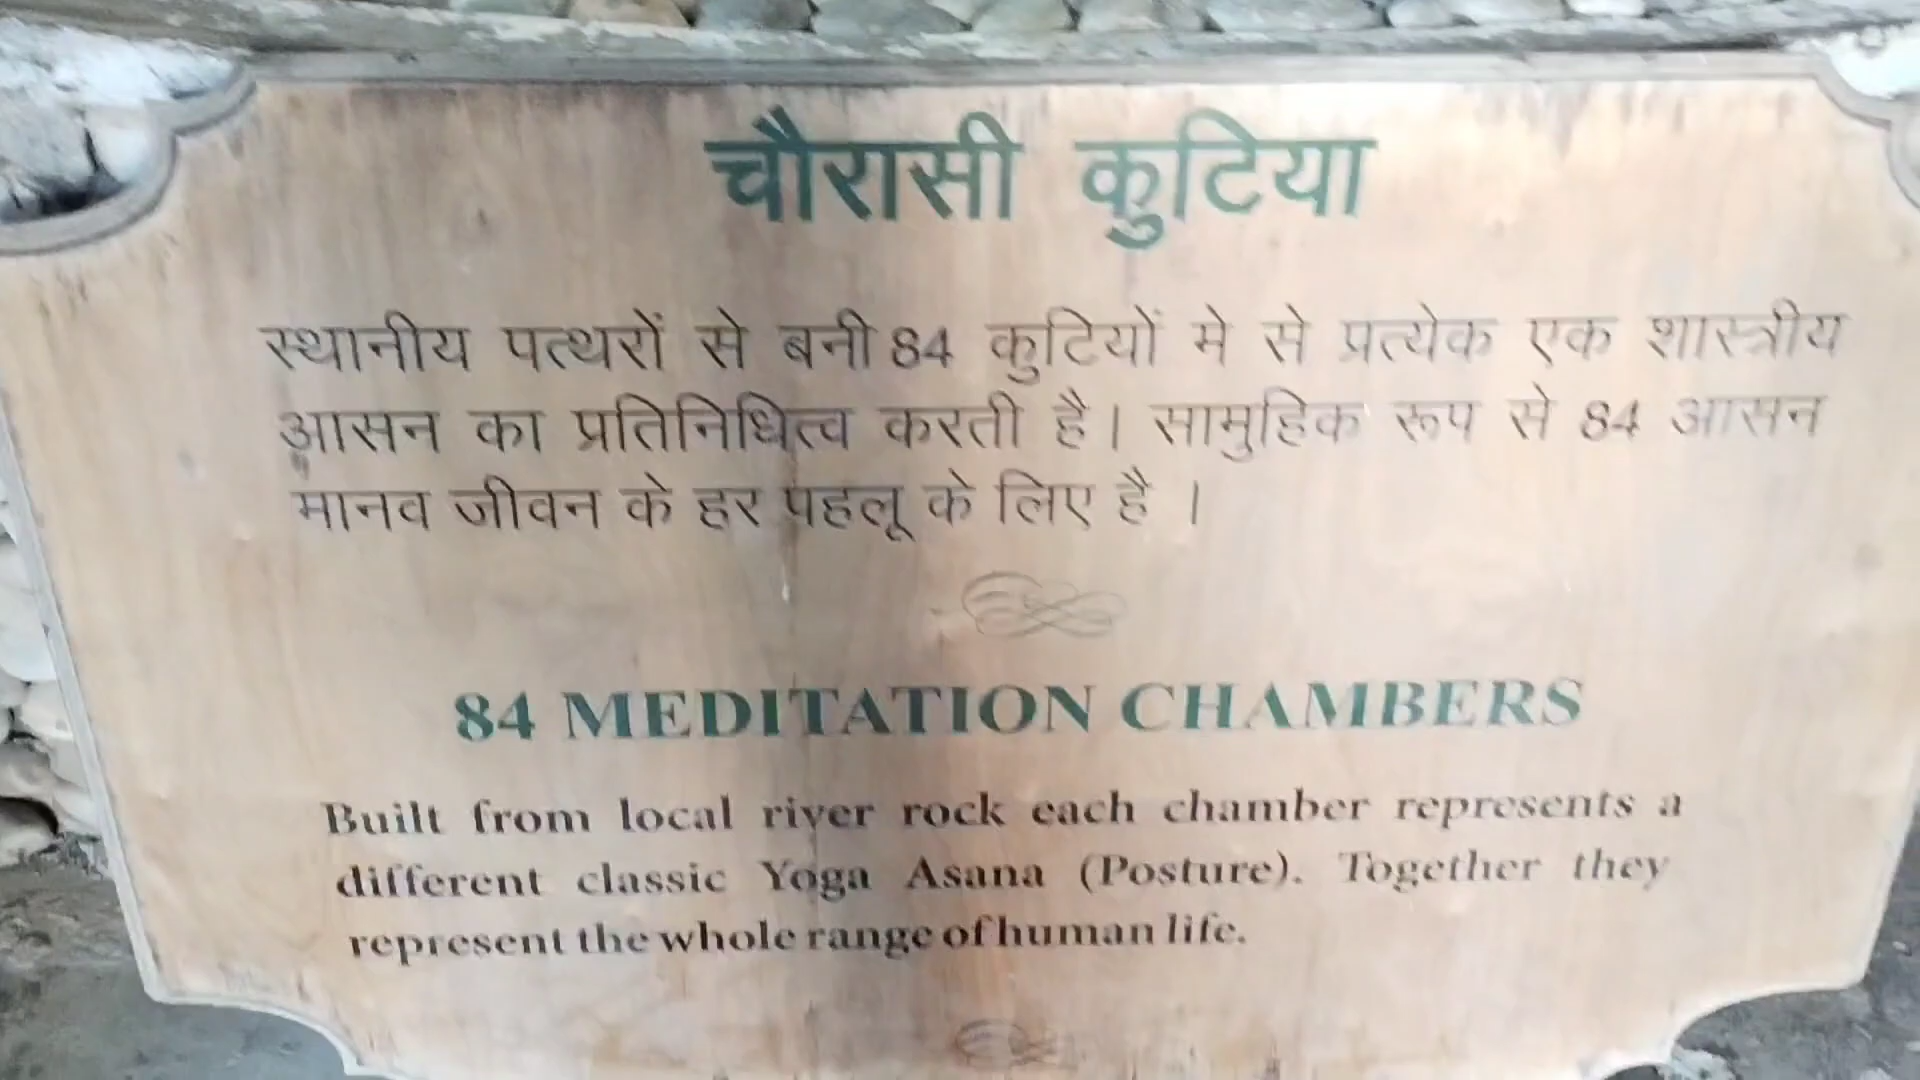 चौरासी कुटिया
स्थानीय पत्थरों से बनी 84 कुटियों मे से प्रत्येक एक शास्त्रीय
आसन का प्रतिनिधित्व करती है। सामुहिक रूप से 84 आसन
मानव जीवन के हर पहलू के लिए है ।
84 MEDITATION CHAMBERS
Built from local river rock each chamber represents a
different classic Yoga Asana (Posture). Together they
represent the whole range of human life.